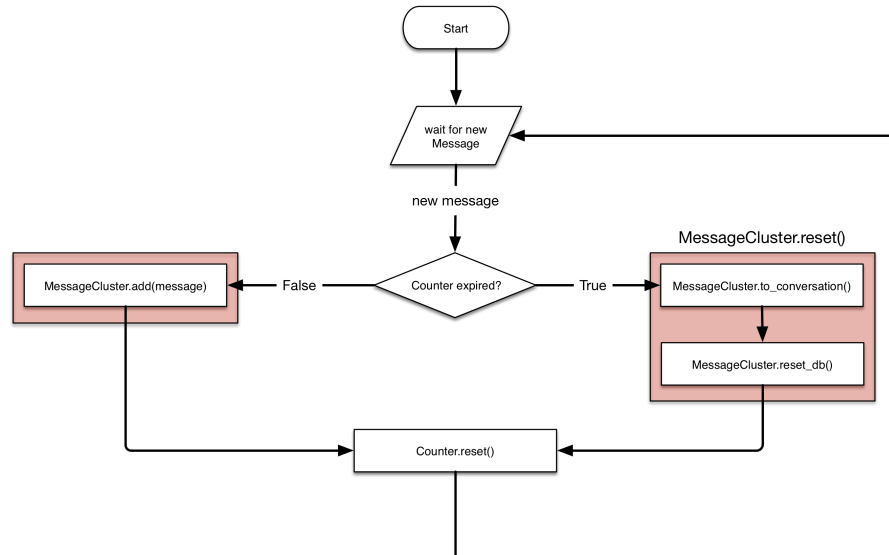 Start
wait for new
Message
new message
MessageCluster.reset()
MessageCluster.add(message)
False
Counter expired?
True
MessageCluster.to_conversation()
MessageCluster.reset_db()
Counter.reset()